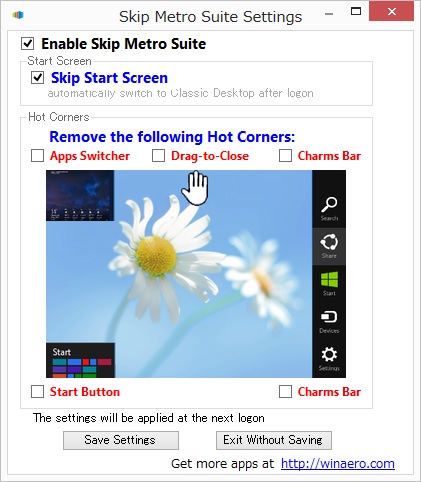 Skip Metro Suite Settings
Enable Skip Metro Suite
Start Screen
Skip Start Screen
automatically switch to Classic Desktop after logon
Hot Corners
Remove the following Hot Corners:
Apps Switcher Drag-to-Close Charms Bar
Search
Share
Start
Devices
Settings
Start
Start Button Charms Bar
The settings will be applied at the next logon
Save Settings Exit Without Saving
Get more apps at http://winaero.com